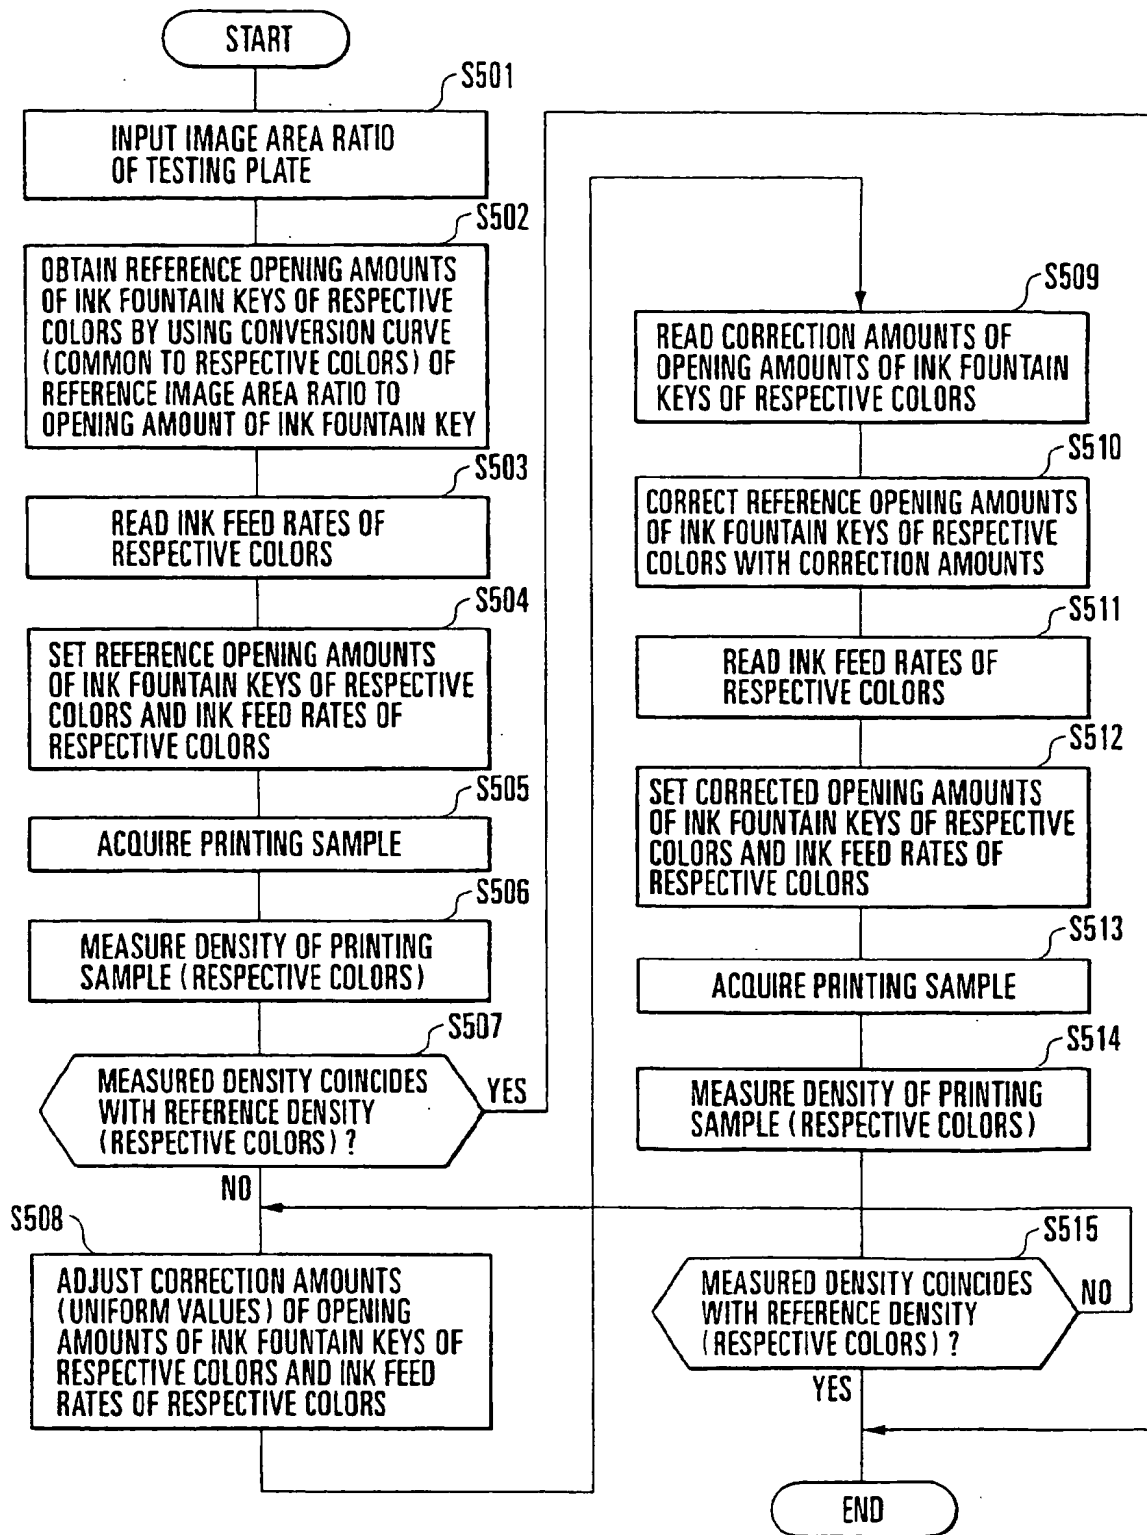 START
S501
INPUT IMAGE AREA RATIO
OF TESTING PLATE
S502
OBTAIN REFERENCE OPENING AMOUNTS
OF INK FOUNTAIN KEYS OF RESPECTIVE
COLORS BY USING CONVERSION CURVE
(COMMON TO RESPECTIVE COLORS) OF
REFERENCE IMAGE AREA RATIO TO
OPENING AMOUNT OF INK FOUNTAIN KEY
S503
READ INK FEED RATES OF
RESPECTIVE COLORS
S504
SET REFERENCE OPENING AMOUNTS
OF INK FOUNTAIN KEYS OF RESPECTIVE
COLORS AND INK FEED RATES OF
RESPECTIVE COLORS
S505
ACQUIRE PRINTING SAMPLE
S506
MEASURE DENSITY OF PRINTING
SAMPLE (RESPECTIVE COLORS)
S507
MEASURED DENSITY COINCIDES
WITH REFERENCE DENSITY
(RESPECTIVE COLORS) ?
YES
NO
S508
ADJUST CORRECTION AMOUNTS
(UNIFORM VALUES) OF OPENING
AMOUNTS OF INK FOUNTAIN KEYS OF
RESPECTIVE COLORS AND INK FEED
RATES OF RESPECTIVE COLORS
S509
READ CORRECTION AMOUNTS OF
OPENING AMOUNTS OF INK FOUNTAIN
KEYS OF RESPECTIVE COLORS
S510
CORRECT REFERENCE OPENING AMOUNTS
OF INK FOUNTAIN KEYS OF RESPECTIVE
COLORS WITH CORRECTION AMOUNTS
S511
READ INK FEED RATES OF
RESPECTIVE COLORS
S512
SET CORRECTED OPENING AMOUNTS
OF INK FOUNTAIN KEYS OF RESPECTIVE
COLORS AND INK FEED RATES OF
RESPECTIVE COLORS
S513
ACQUIRE PRINTING SAMPLE
S514
MEASURE DENSITY OF PRINTING
SAMPLE (RESPECTIVE COLORS)
S515
MEASURED DENSITY COINCIDES
WITH REFERENCE DENSITY
(RESPECTIVE COLORS) ?
NO
YES
END